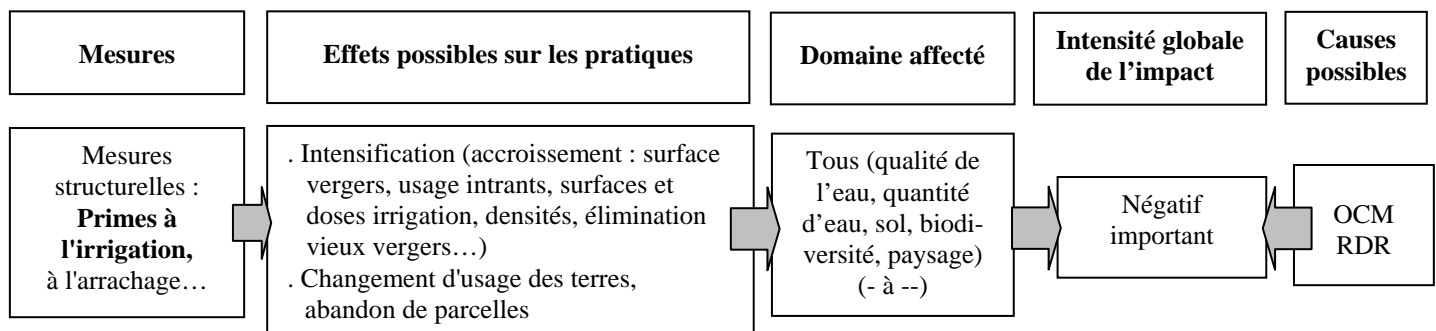 Mesures
Effets possibles sur les pratiques
Domaine affecté
Intensité globale
de l’impact
Causes
possibles
Mesures
structurelles :
Primes à
l'irrigation,
à l'arrachage…
. Intensification (accroissement : surface
vergers, usage intrants, surfaces et
doses irrigation, densités, élimination
vieux vergers…)
. Changement d'usage des terres,
abandon de parcelles
Tous (qualité de
l’eau, quantité
d’eau, sol, biodi-
versité, paysage)
(- à --)
Négatif
important
OCM
RDR